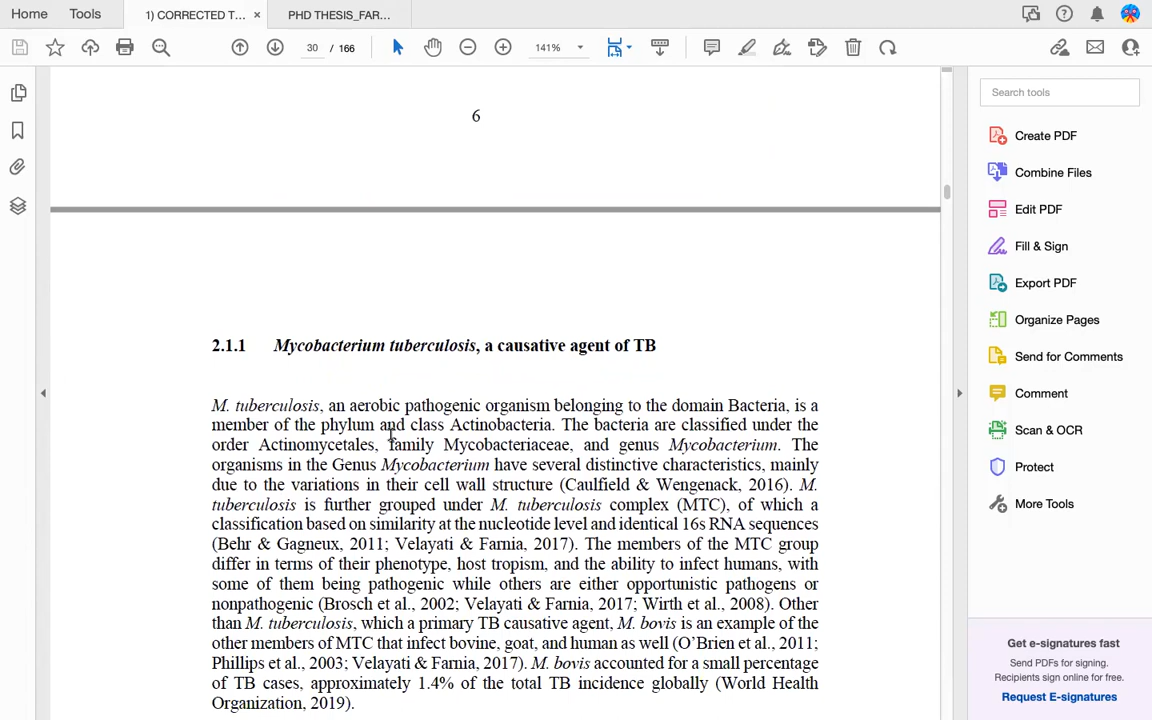 Home Tools 1) CORRECTED T... × PHD THESIS_FAR...
30 / 166 141%
Search tools
Create PDF
Combine Files
Edit PDF
Fill & Sign
Export PDF
Organize Pages
Send for Comments
Comment
Scan & OCR
Protect
More Tools
Get e-signatures fast
Send PDFs for signing.
Recipients sign online for free.
Request E-signatures
6
2.1.1 Mycobacterium tuberculosis, a causative agent of TB
M. tuberculosis, an aerobic pathogenic organism belonging to the domain Bacteria, is a
member of the phylum and class Actinobacteria. The bacteria are classified under the
order Actinomycetales, family Mycobacteriaceae, and genus Mycobacterium. The
organisms in the Genus Mycobacterium have several distinctive characteristics, mainly
due to the variations in their cell wall structure (Caulfield & Wengenack, 2016). M.
tuberculosis is further grouped under M. tuberculosis complex (MTC), of which a
classification based on similarity at the nucleotide level and identical 16s RNA sequences
(Behr & Gagneux, 2011; Velayati & Farnia, 2017). The members of the MTC group
differ in terms of their phenotype, host tropism, and the ability to infect humans, with
some of them being pathogenic while others are either opportunistic pathogens or
nonpathogenic (Brosch et al., 2002; Velayati & Farnia, 2017; Wirth et al., 2008). Other
than M. tuberculosis, which a primary TB causative agent, M. bovis is an example of the
other members of MTC that infect bovine, goat, and human as well (O’Brien et al., 2011;
Phillips et al., 2003; Velayati & Farnia, 2017). M. bovis accounted for a small percentage
of TB cases, approximately 1.4% of the total TB incidence globally (World Health
Organization, 2019).